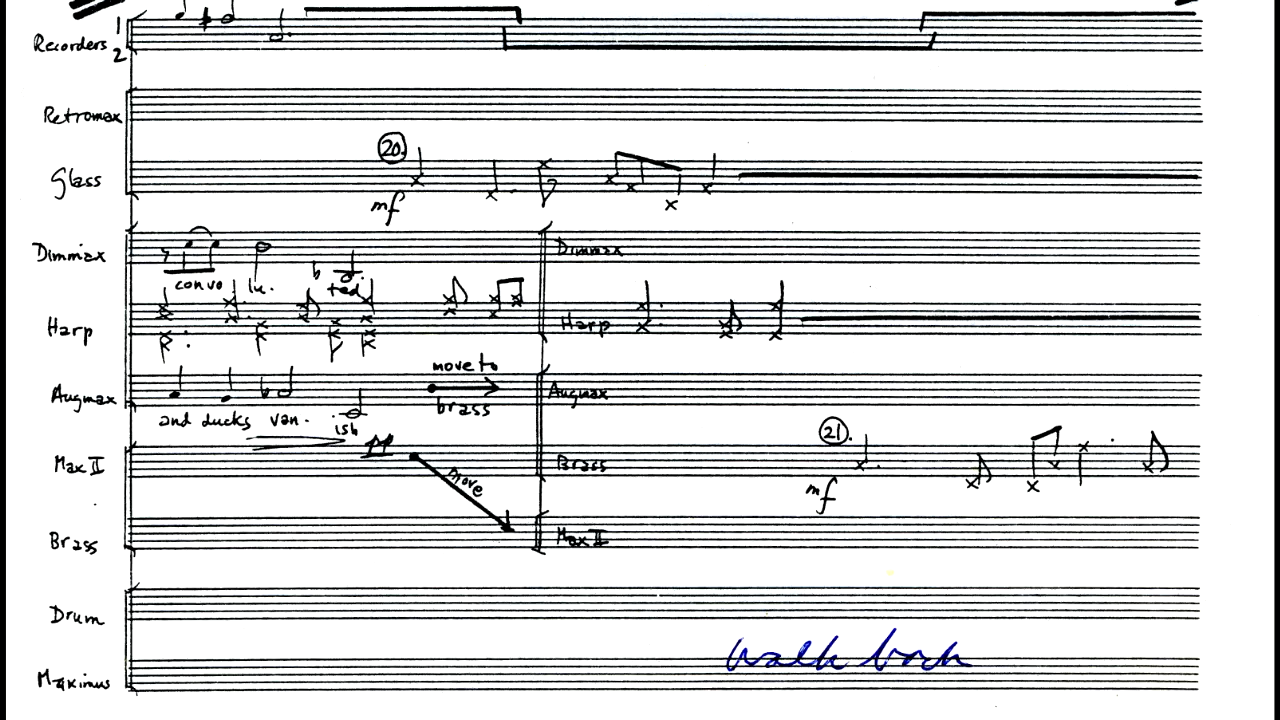 Recorders 1
2
Retromax
20.
Glass
mf
Dimmax
Dimmax
convo lu. ted
Harp
Harp
move to
Augmax
brass
Augmax
and ducks van. ish
pp
21.
Max II
move
Brass
mf
Brass
Max II
Drum
walk back
Maximus